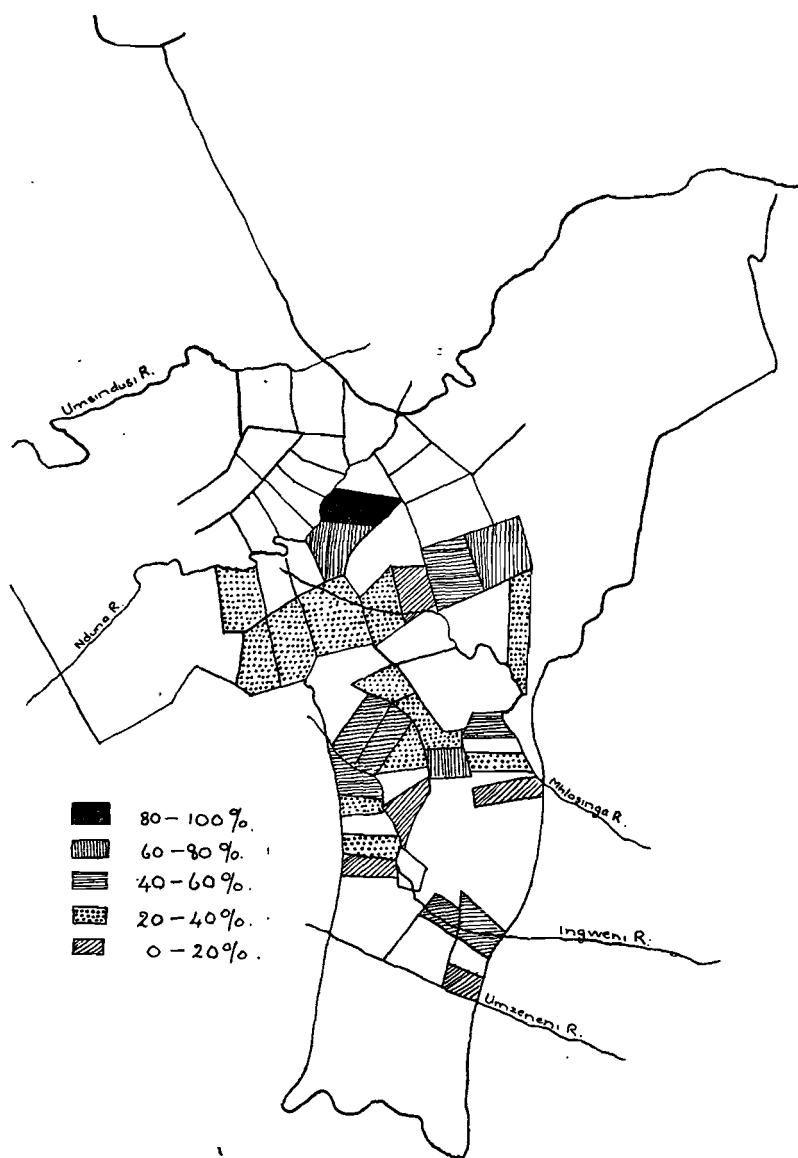 Umsindusi R.
Nduna R.
Mhlosinga R.
80 – 100%.
60 – 80%.
40 – 60%.
20 – 40%.
0 – 20%.
Ingweni R.
Umzeneni R.